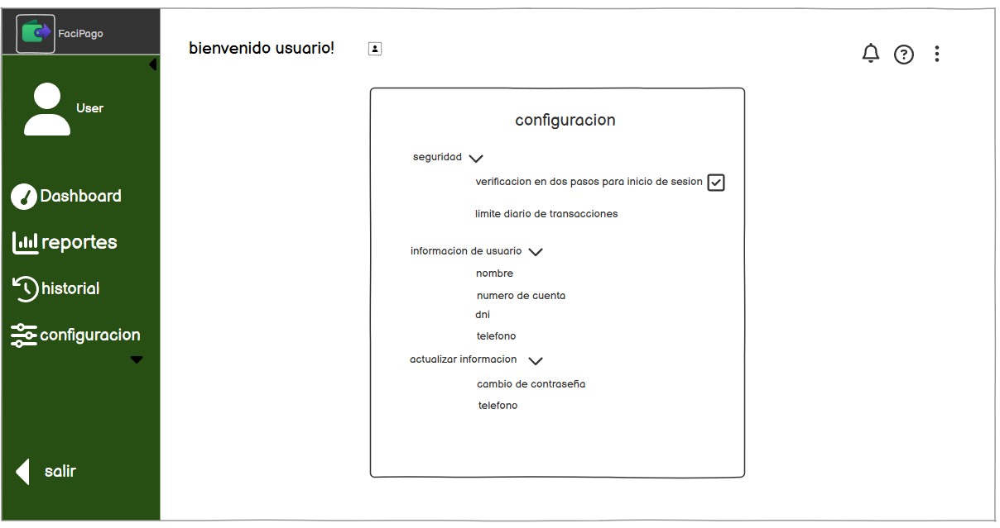 FaciPago
bienvenido usuario!
User
Dashboard
reportes
historial
configuracion
salir
configuracion
seguridad
verificacion en dos pasos para inicio de sesion
limite diario de transacciones
informacion de usuario
nombre
numero de cuenta
dni
telefono
actualizar informacion
cambio de contraseña
telefono